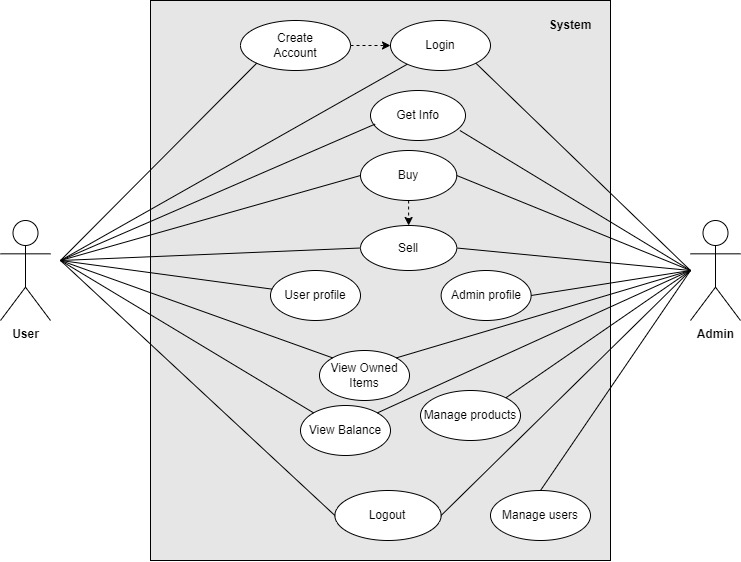 System
Create
Account
Login
Get Info
Buy
Sell
User profile
Admin profile
User
Admin
View Owned
Items
View Balance
Manage products
Logout
Manage users